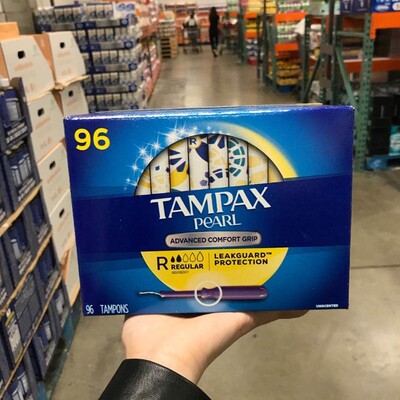 96
R
TAMPAX
PEARL
ADVANCED COMFORT GRIP
R REGULAR
LEAKGUARD™
PROTECTION
96 TAMPONS
UNSCENTED